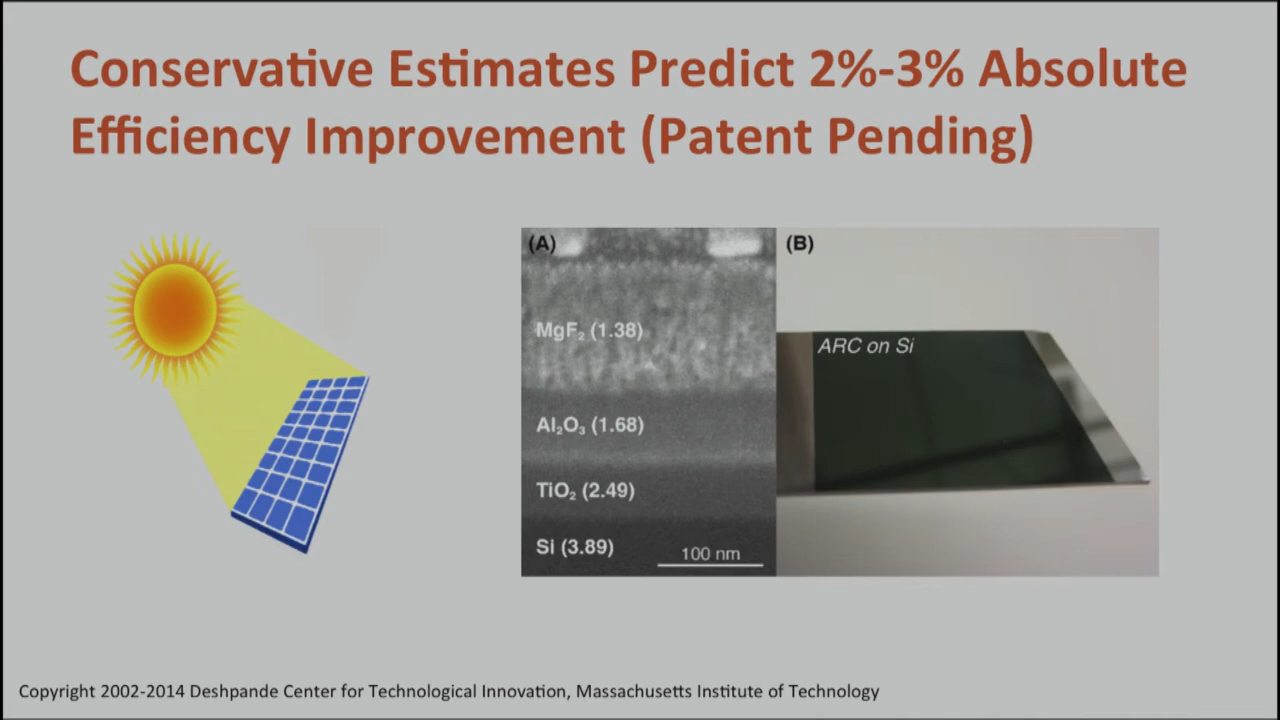 Conservative Estimates Predict 2%-3% Absolute
Efficiency Improvement (Patent Pending)
(A)
MgF₂ (1.38)
Al₂O₃ (1.68)
TiO₂ (2.49)
Si (3.89)
100 nm
(B)
ARC on Si
Copyright 2002-2014 Deshpande Center for Technological Innovation, Massachusetts Institute of Technology